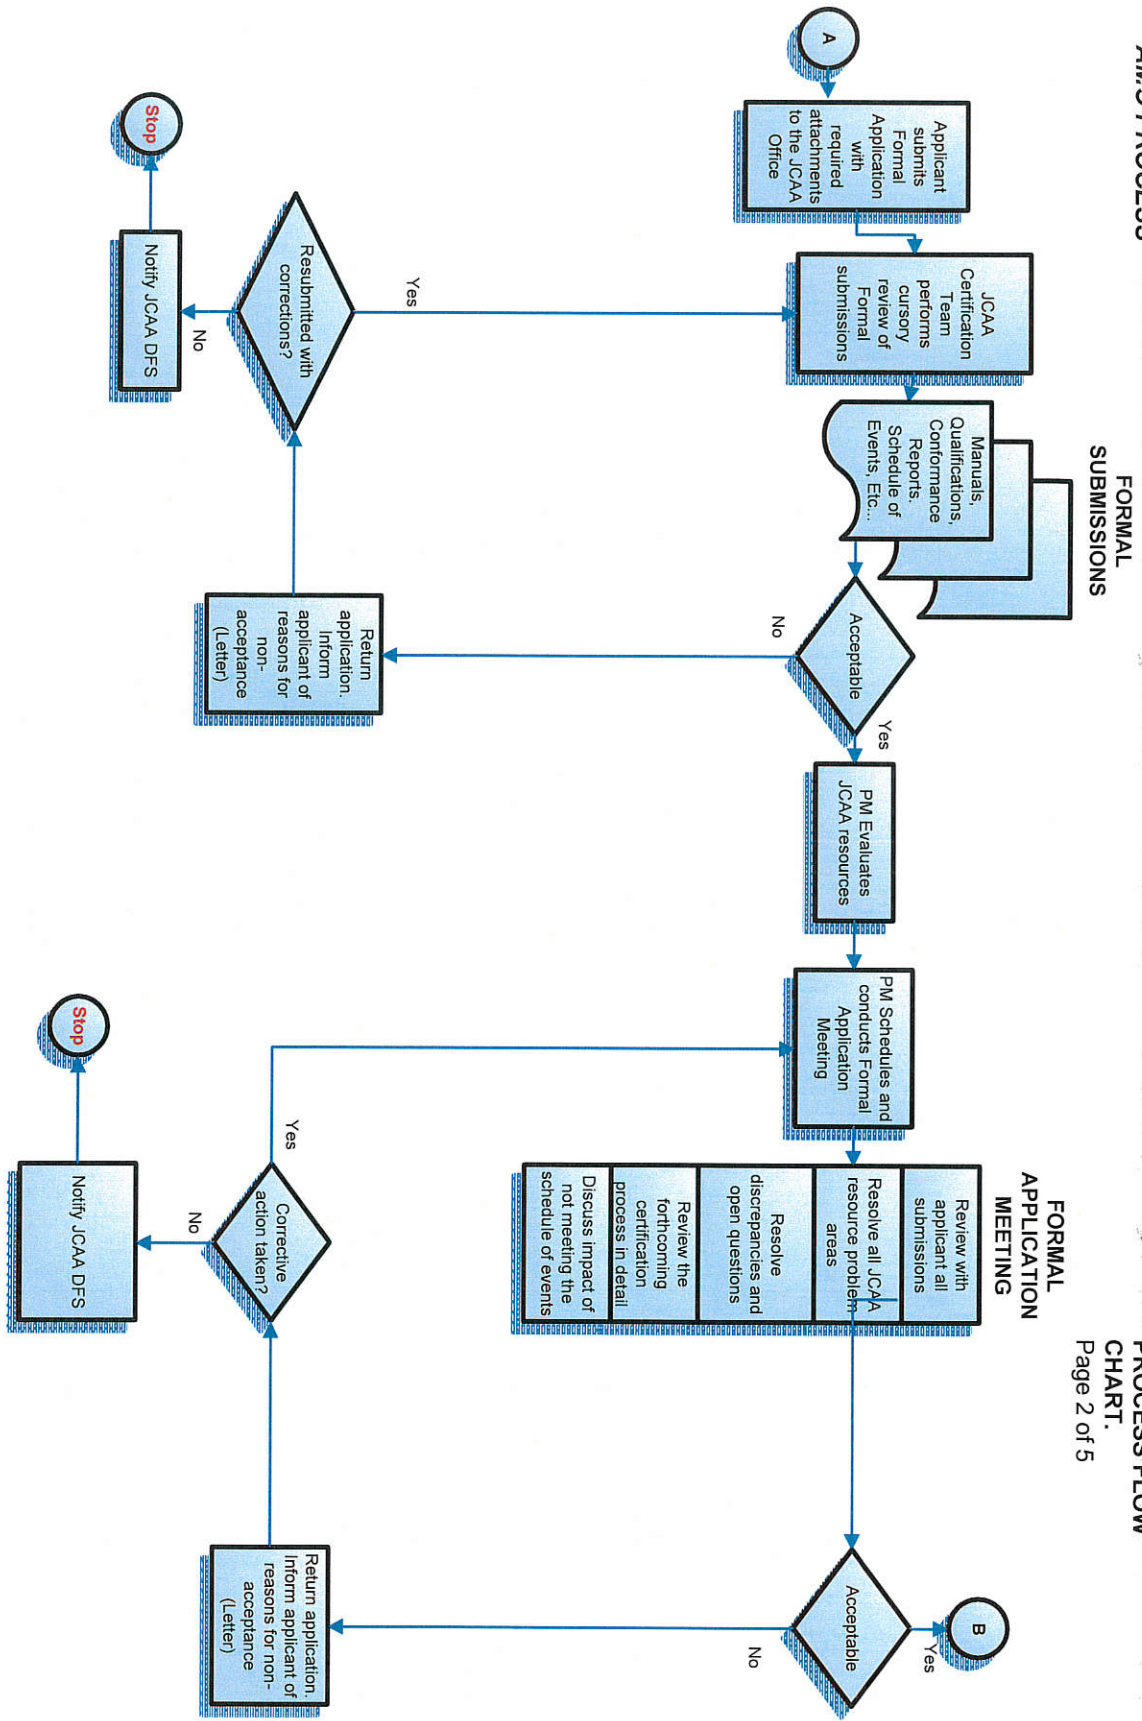 AMO PROCESS
PROCESS FLOW
CHART.
Page 2 of 5
FORMAL
SUBMISSIONS
FORMAL
APPLICATION
MEETING
A
Applicant
submits
Formal
Application
with
required
attachments
to the JCAA
Office
JCAA
Certification
Team
performs
cursory
review of
Formal
submissions
Manuals,
Qualifications,
Conformance
Reports.
Schedule of
Events, Etc...
Acceptable
Yes
No
PM Evaluates
JCAA resources
PM Schedules and
conducts Formal
Application
Meeting
Review with
applicant all
submissions
Resolve all JCAA
resource problem
areas
Resolve
discrepancies and
open questions
Review the
forthcoming
certification
process in detail
Discuss impact of
not meeting the
schedule of events
B
Yes
Acceptable
No
Return
application.
Inform
applicant of
reasons for
non-
acceptance
(Letter)
Resubmitted with
corrections?
Yes
No
Notify JCAA DFS
Stop
Return application.
Inform applicant of
reasons for non-
acceptance
(Letter)
Corrective
action taken?
Yes
No
Notify JCAA DFS
Stop